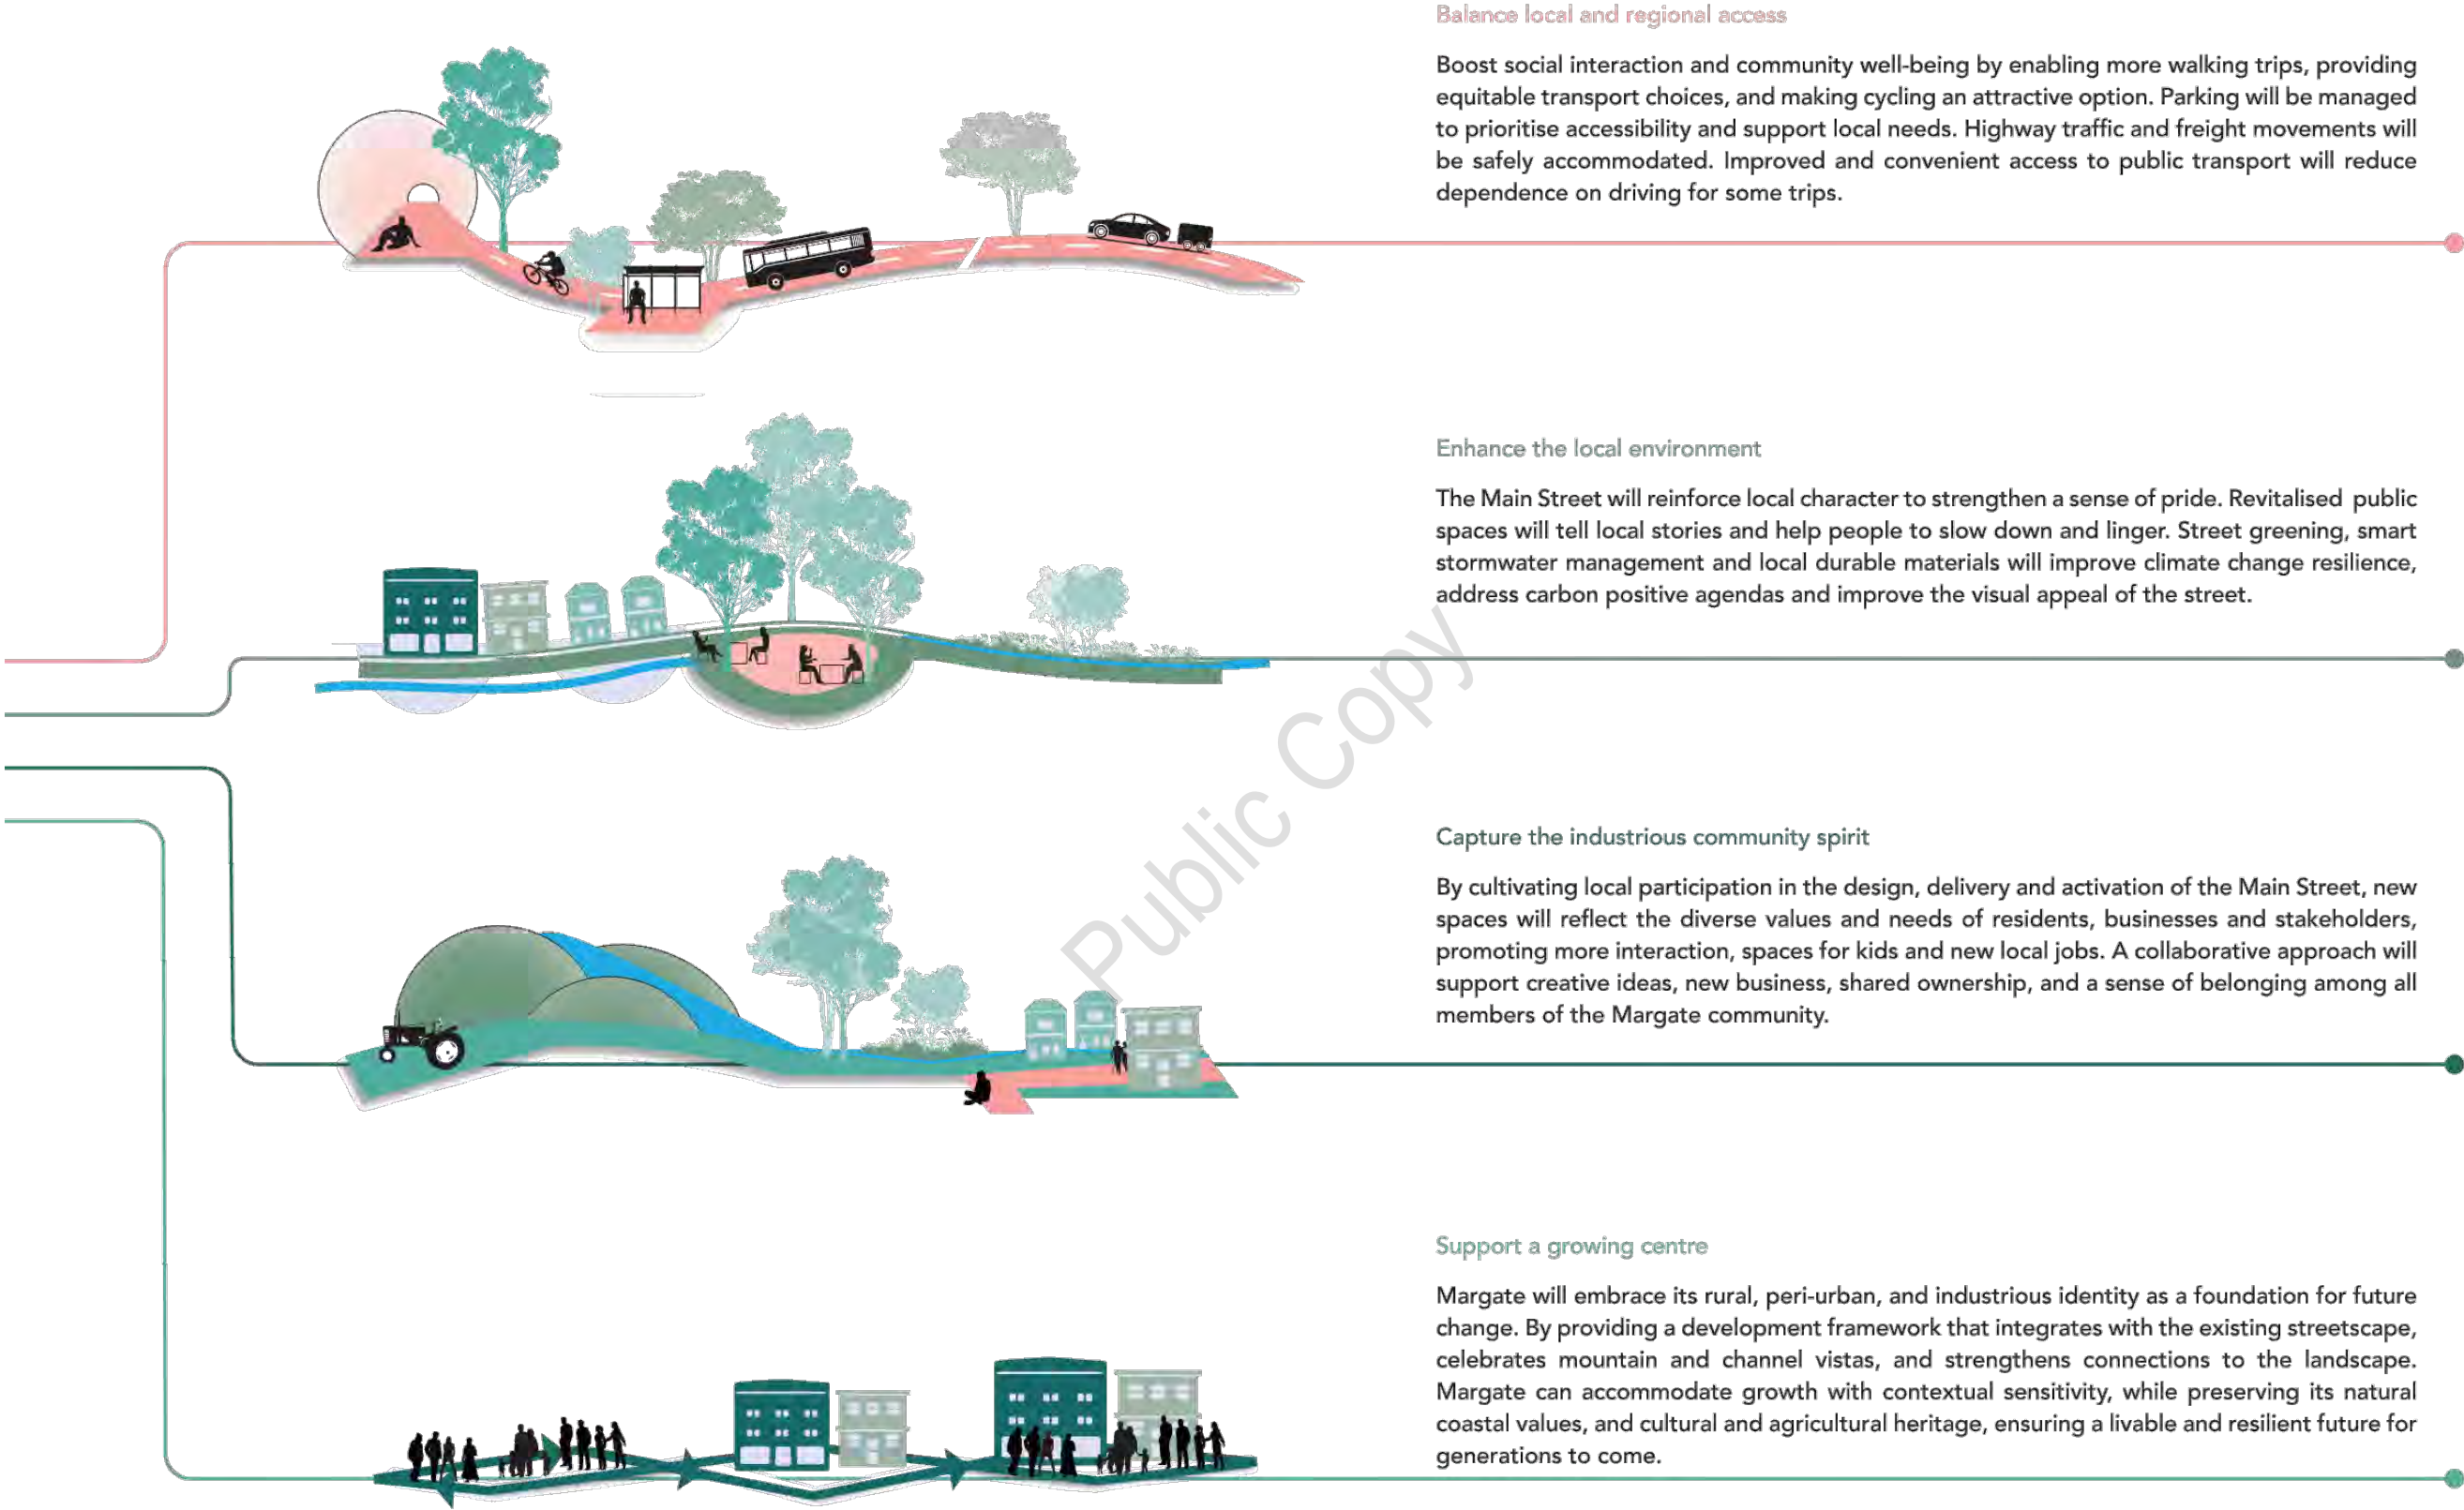 Balance local and regional access
Boost social interaction and community well-being by enabling more walking trips, providing
equitable transport choices, and making cycling an attractive option. Parking will be managed
to prioritise accessibility and support local needs. Highway traffic and freight movements will
be safely accommodated. Improved and convenient access to public transport will reduce
dependence on driving for some trips.
Enhance the local environment
The Main Street will reinforce local character to strengthen a sense of pride. Revitalised public
spaces will tell local stories and help people to slow down and linger. Street greening, smart
stormwater management and local durable materials will improve climate change resilience,
address carbon positive agendas and improve the visual appeal of the street.
Public Copy
Capture the industrious community spirit
By cultivating local participation in the design, delivery and activation of the Main Street, new
spaces will reflect the diverse values and needs of residents, businesses and stakeholders,
promoting more interaction, spaces for kids and new local jobs. A collaborative approach will
support creative ideas, new business, shared ownership, and a sense of belonging among all
members of the Margate community.
Support a growing centre
Margate will embrace its rural, peri-urban, and industrious identity as a foundation for future
change. By providing a development framework that integrates with the existing streetscape,
celebrates mountain and channel vistas, and strengthens connections to the landscape.
Margate can accommodate growth with contextual sensitivity, while preserving its natural
coastal values, and cultural and agricultural heritage, ensuring a livable and resilient future for
generations to come.